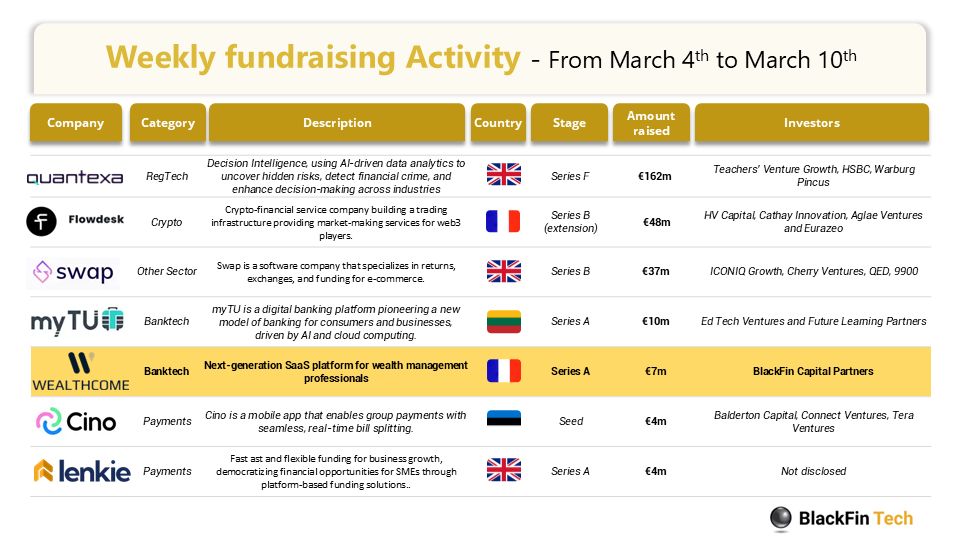 Weekly fundraising Activity - From March 4th to March 10th
Company
Category
Description
Country
Stage
Amount
raised
Investors
quantexa
RegTech
Decision Intelligence, using AI-driven data analytics to
uncover hidden risks, detect financial crime, and
enhance decision-making across industries
Series F
€162m
Teachers' Venture Growth, HSBC, Warburg
Pincus
Flowdesk
Crypto
Crypto-financial service company building a trading
infrastructure providing market-making services for web3
players.
Series B
(extension)
€48m
HV Capital, Cathay Innovation, Aglae Ventures
and Eurazeo
swap
Other Sector
Swap is a software company that specializes in returns,
exchanges, and funding for e-commerce.
Series B
€37m
ICONIQ Growth, Cherry Ventures, QED, 9900
myTU
Banktech
myTU is a digital banking platform pioneering a new
model of banking for consumers and businesses,
driven by AI and cloud computing.
Series A
€10m
Ed Tech Ventures and Future Learning Partners
WEALTHCOME
Banktech
Next-generation SaaS platform for wealth management
professionals
Series A
€7m
BlackFin Capital Partners
Cino
Payments
Cino is a mobile app that enables group payments with
seamless, real-time bill splitting.
Seed
€4m
Balderton Capital, Connect Ventures, Tera
Ventures
lenkie
Payments
Fast ast and flexible funding for business growth,
democratizing financial opportunities for SMEs through
platform-based funding solutions..
Series A
€4m
Not disclosed
BlackFin Tech